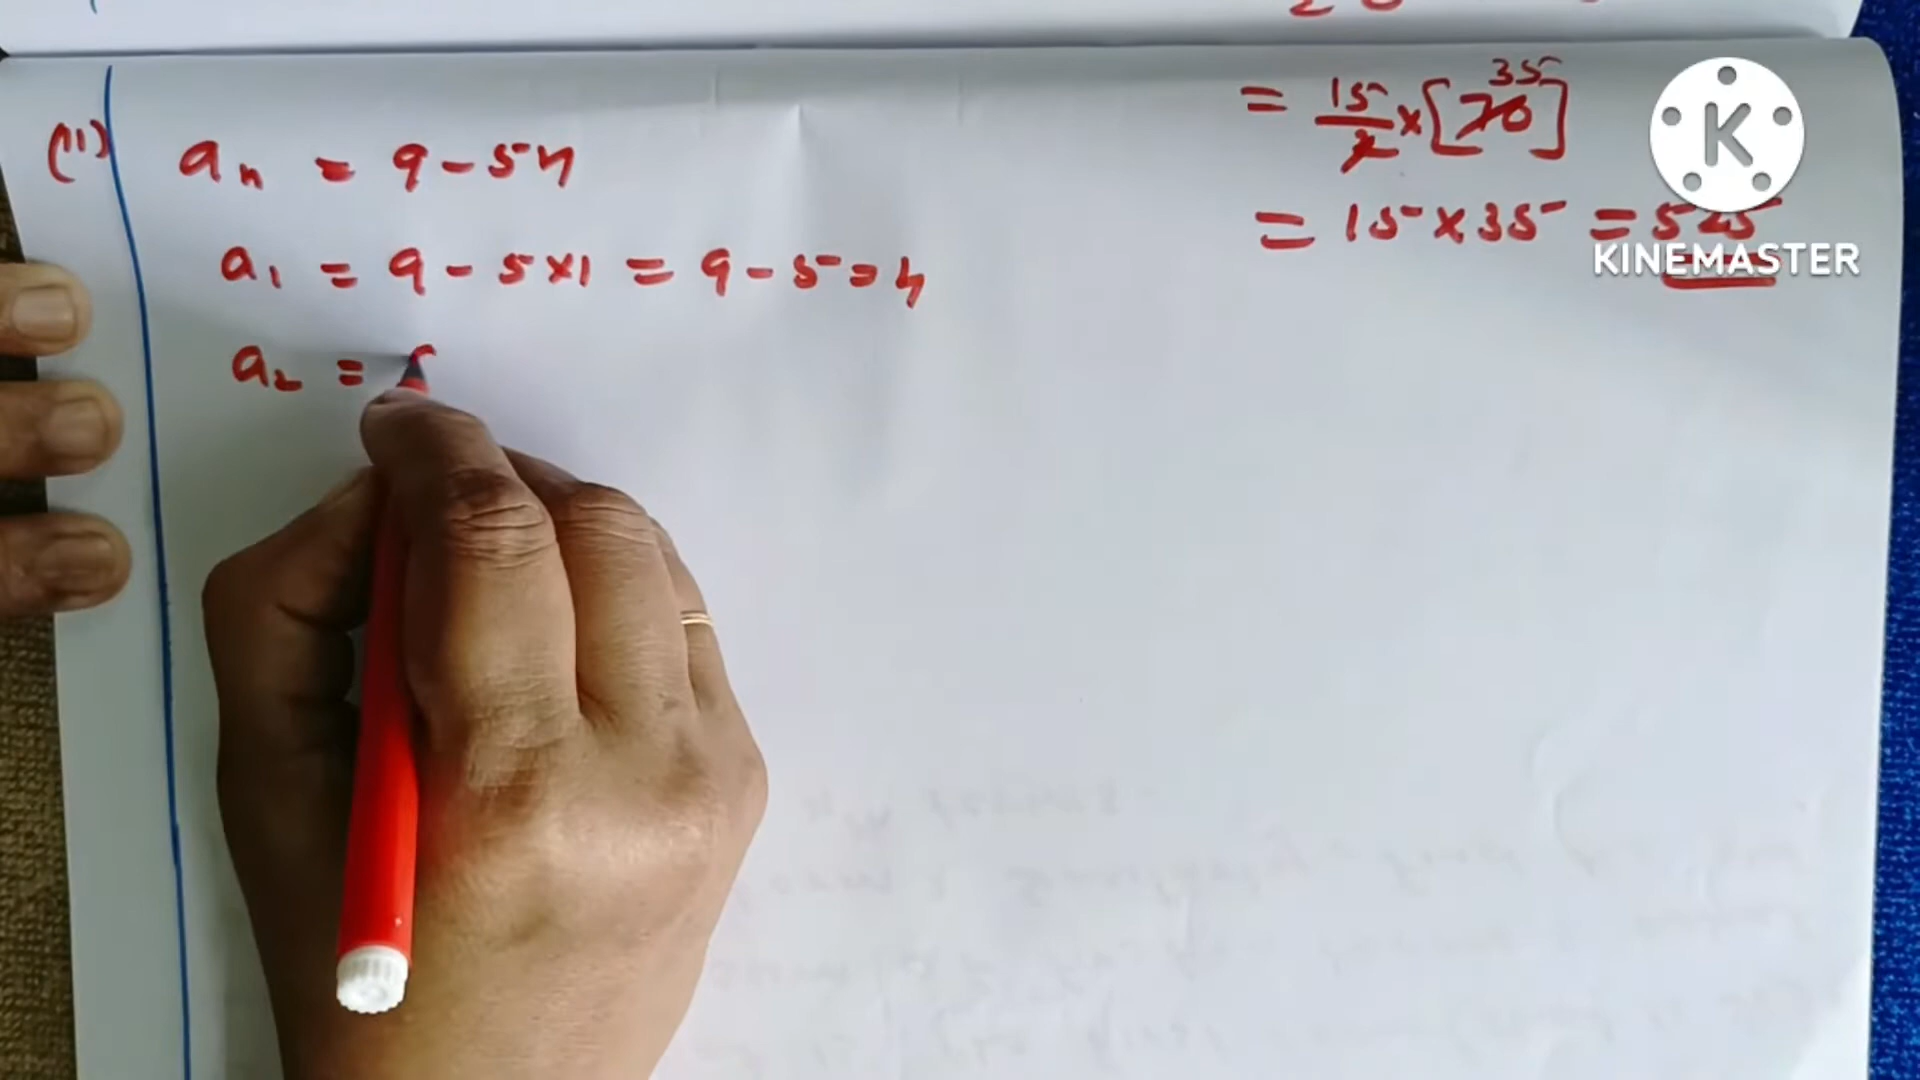 (ii) aₙ = 9 - 5n
a₁ = 9 - 5×1 = 9 - 5 = 4
a₂ =
= 15/2 × [70] 35
= 15 × 35 = 525
K
KINEMASTER